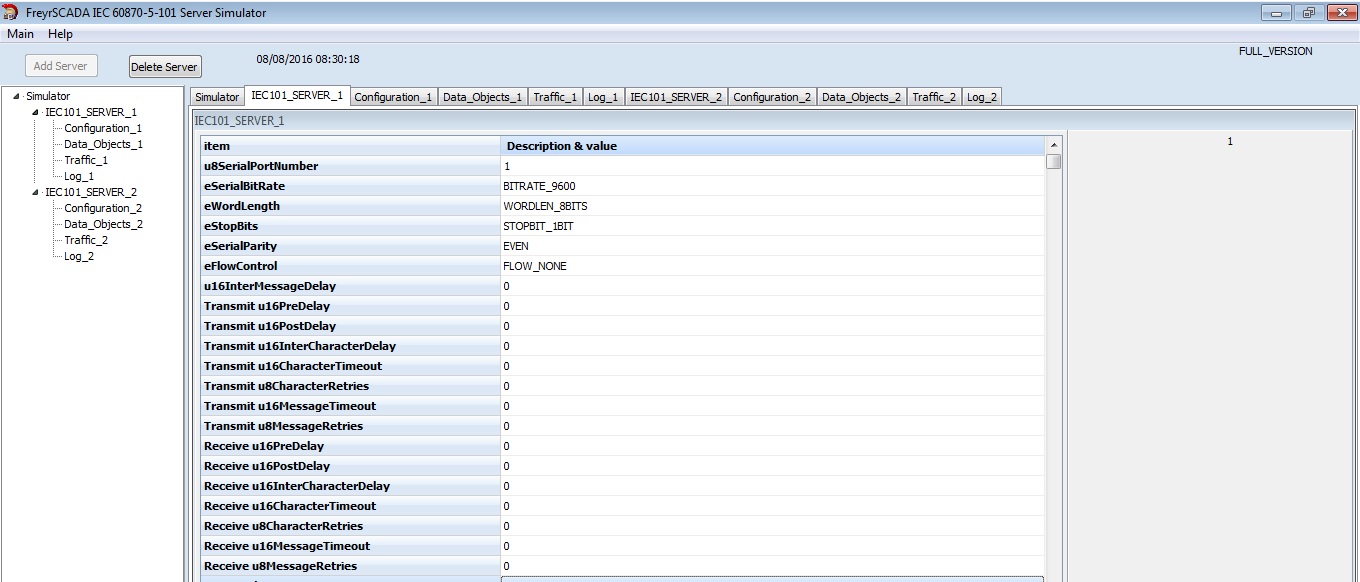 FreyrSCADA IEC 60870-5-101 Server Simulator
Main Help
Add Server Delete Server 08/08/2016 08:30:18 FULL_VERSION
Simulator
IEC101_SERVER_1
Configuration_1
Data_Objects_1
Traffic_1
Log_1
IEC101_SERVER_2
Configuration_2
Data_Objects_2
Traffic_2
Log_2
Simulator IEC101_SERVER_1 Configuration_1 Data_Objects_1 Traffic_1 Log_1 IEC101_SERVER_2 Configuration_2 Data_Objects_2 Traffic_2 Log_2
IEC101_SERVER_1
item Description & value
u8SerialPortNumber 1
eSerialBitRate BITRATE_9600
eWordLength WORDLEN_8BITS
eStopBits STOPBIT_1BIT
eSerialParity EVEN
eFlowControl FLOW_NONE
u16InterMessageDelay 0
Transmit u16PreDelay 0
Transmit u16PostDelay 0
Transmit u16InterCharacterDelay 0
Transmit u16CharacterTimeout 0
Transmit u8CharacterRetries 0
Transmit u16MessageTimeout 0
Transmit u8MessageRetries 0
Receive u16PreDelay 0
Receive u16PostDelay 0
Receive u16InterCharacterDelay 0
Receive u16CharacterTimeout 0
Receive u8CharacterRetries 0
Receive u16MessageTimeout 0
Receive u8MessageRetries 0
1